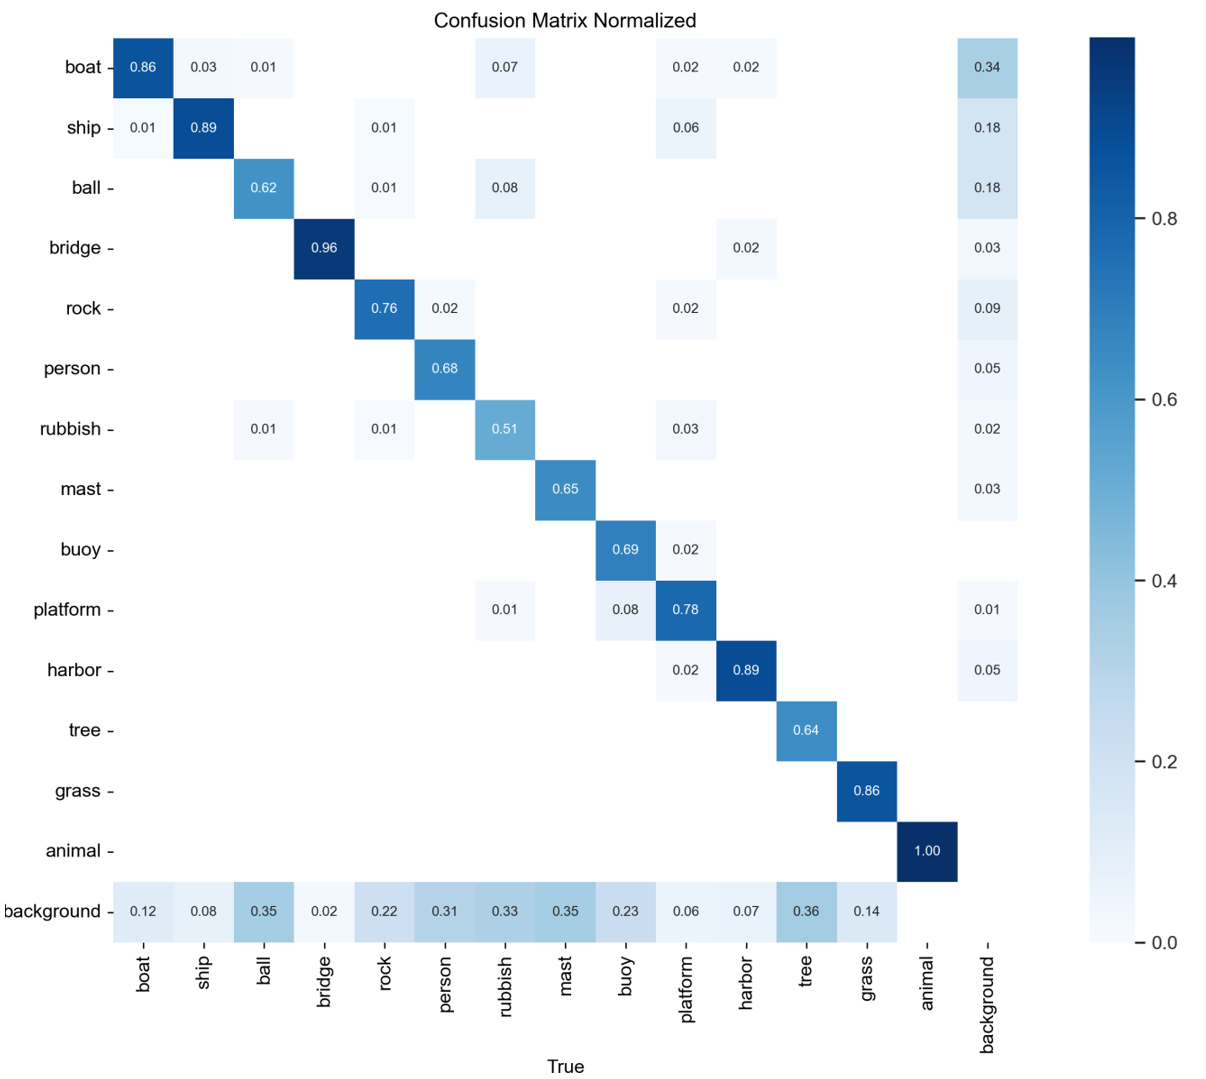 Confusion Matrix Normalized
boat 0.86 0.03 0.01 0.07 0.02 0.02 0.34
ship 0.01 0.89 0.01 0.06 0.18
ball 0.62 0.01 0.08 0.18
bridge 0.96 0.02 0.03
rock 0.76 0.02 0.02 0.09
person 0.68 0.05
rubbish 0.01 0.01 0.51 0.03 0.02
mast 0.65 0.03
buoy 0.69 0.02
platform 0.01 0.08 0.78 0.01
harbor 0.02 0.89 0.05
tree 0.64
grass 0.86
animal 1.00
background 0.12 0.08 0.35 0.02 0.22 0.31 0.33 0.35 0.23 0.06 0.07 0.36 0.14
boat ship ball bridge rock person rubbish mast buoy platform harbor tree grass animal background
True
0.8
0.6
0.4
0.2
0.0